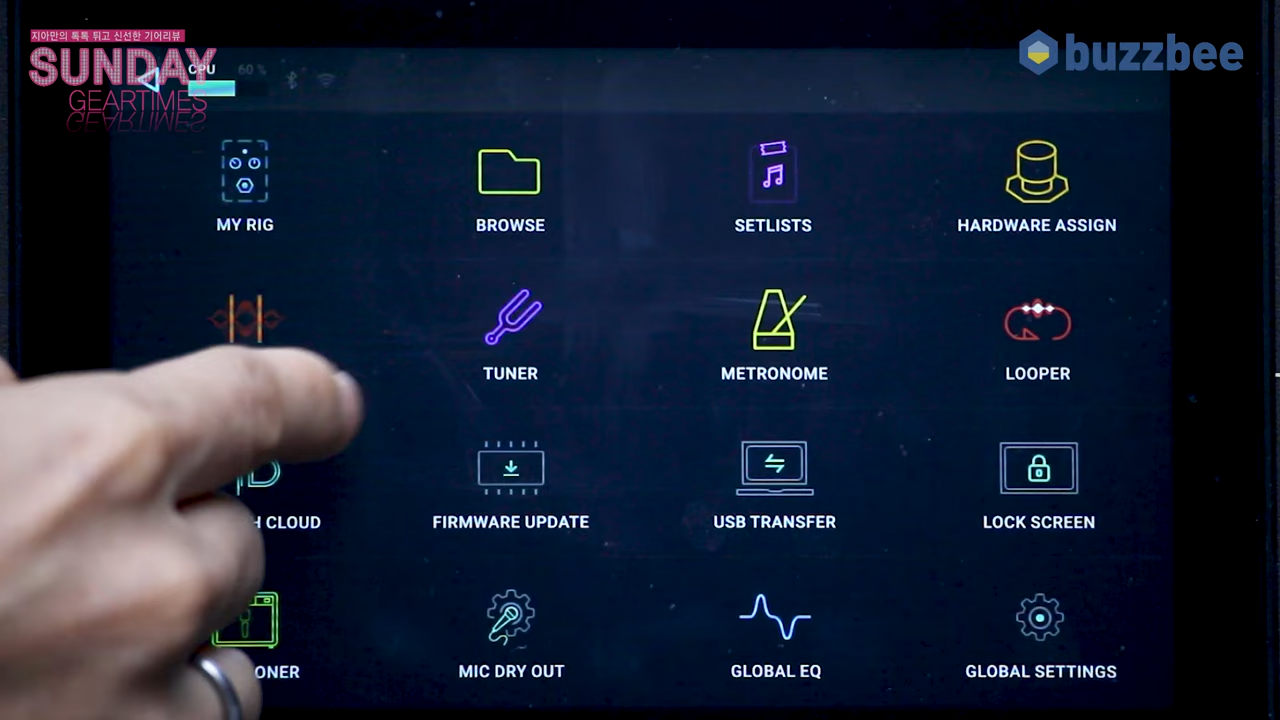 지아만의 톡톡 튀고 신선한 기어리뷰
SUNDAY
GEARTIMES
buzzbee
CPU 60 %
MY RIG
BROWSE
SETLISTS
HARDWARE ASSIGN
TUNER
METRONOME
LOOPER
H CLOUD
FIRMWARE UPDATE
USB TRANSFER
LOCK SCREEN
ONER
MIC DRY OUT
GLOBAL EQ
GLOBAL SETTINGS